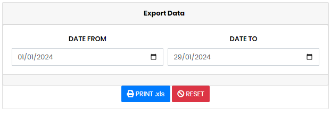 Export Data
DATE FROM DATE TO
01/01/2024 29/01/2024
PRINT .xls RESET